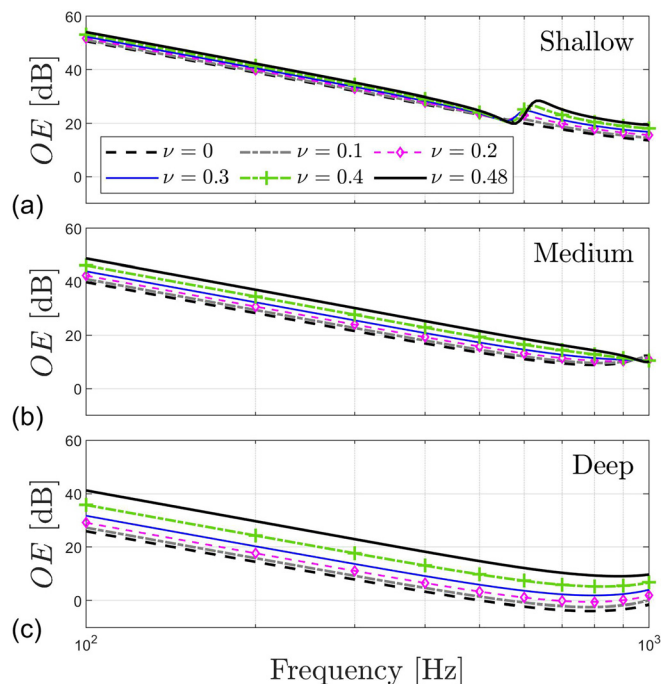 60
Shallow
40
OE [dB]
20
ν = 0 ν = 0.1 ν = 0.2
ν = 0.3 ν = 0.4 ν = 0.48
0
(a)
60
Medium
40
OE [dB]
20
0
(b)
60
Deep
40
OE [dB]
20
0
(c)
10² 10³
Frequency [Hz]